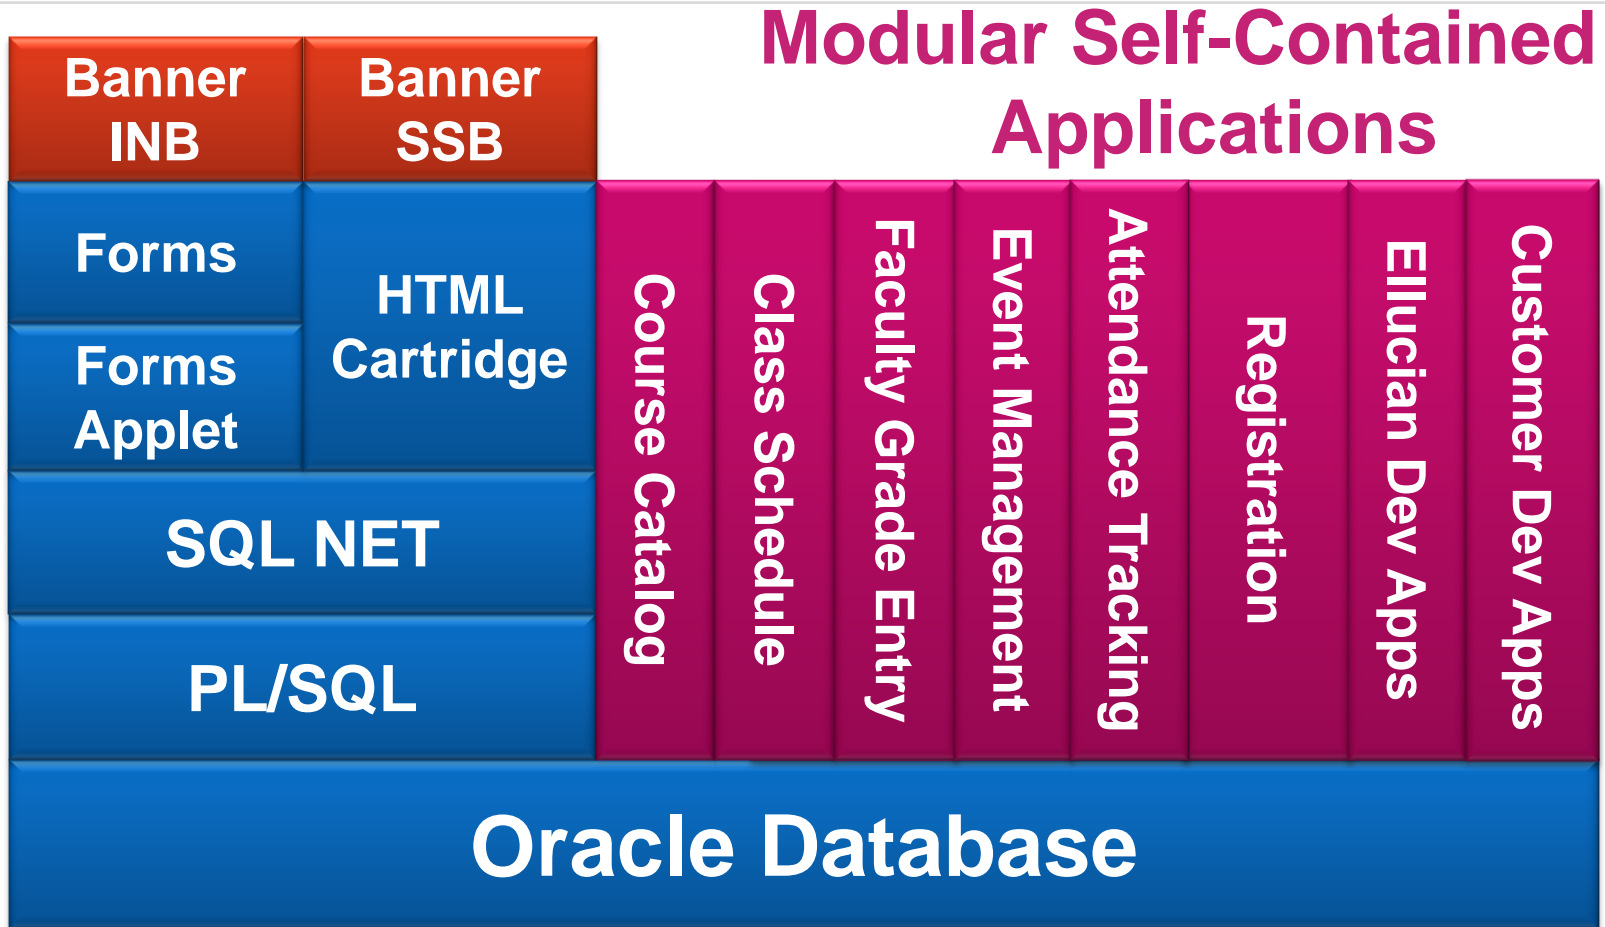 Modular Self-Contained
Applications
Banner
INB
Banner
SSB
Forms
Forms
Applet
HTML
Cartridge
SQL NET
PL/SQL
Course Catalog
Class Schedule
Faculty Grade Entry
Event Management
Attendance Tracking
Registration
Ellucian Dev Apps
Customer Dev Apps
Oracle Database